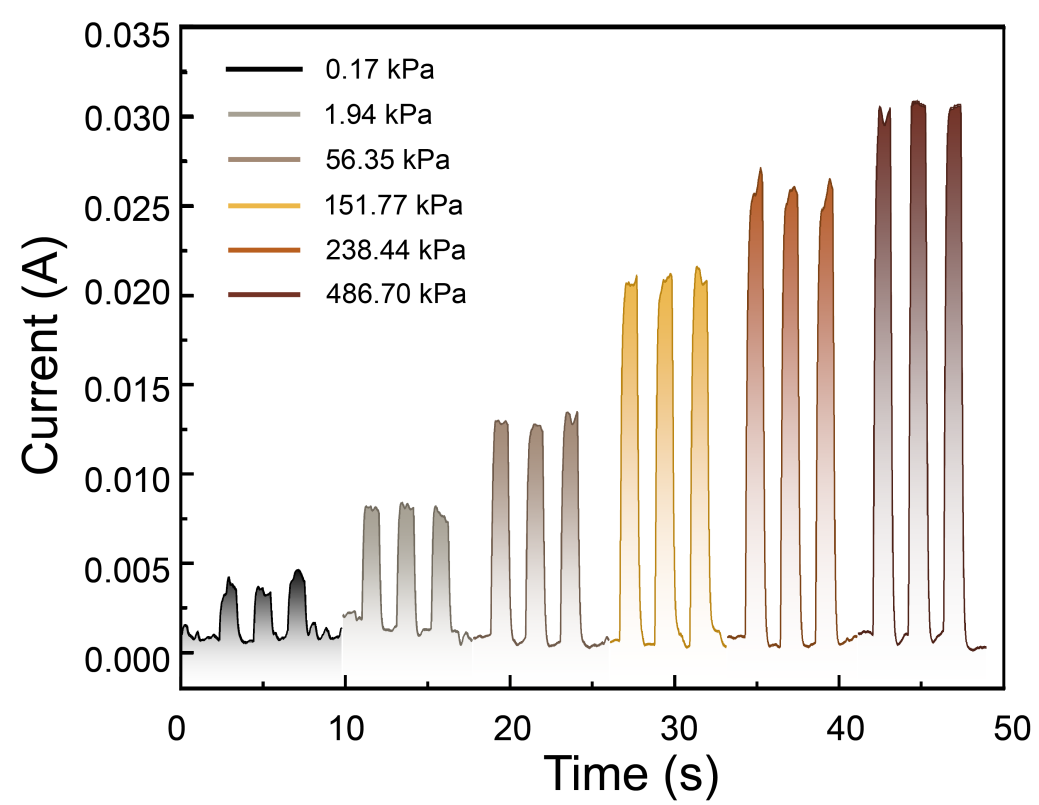 0.035
0.030
0.025
0.020
0.015
0.010
0.005
0.000
Current (A)
0.17 kPa
1.94 kPa
56.35 kPa
151.77 kPa
238.44 kPa
486.70 kPa
0 10 20 30 40 50
Time (s)